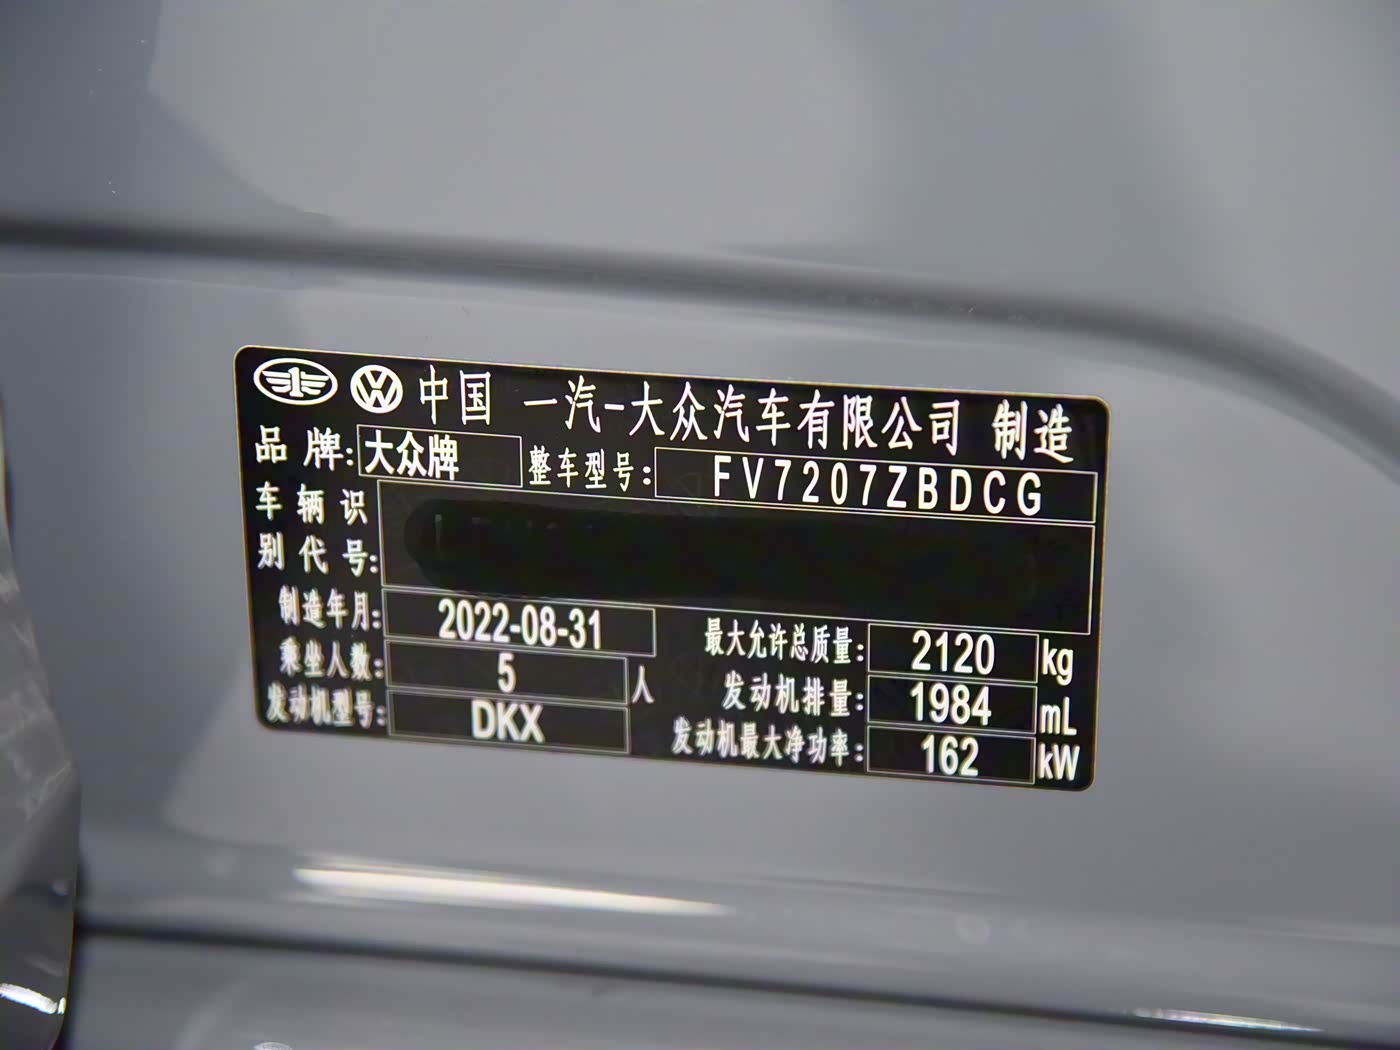 中国 一汽-大众汽车有限公司 制造
品牌: 大众牌 整车型号: FV7207ZBDCG
车辆识
别代号:
制造年月: 2022-08-31 最大允许总质量: 2120 kg
乘坐人数: 5 人 发动机排量: 1984 mL
发动机型号: DKX 发动机最大净功率: 162 kW